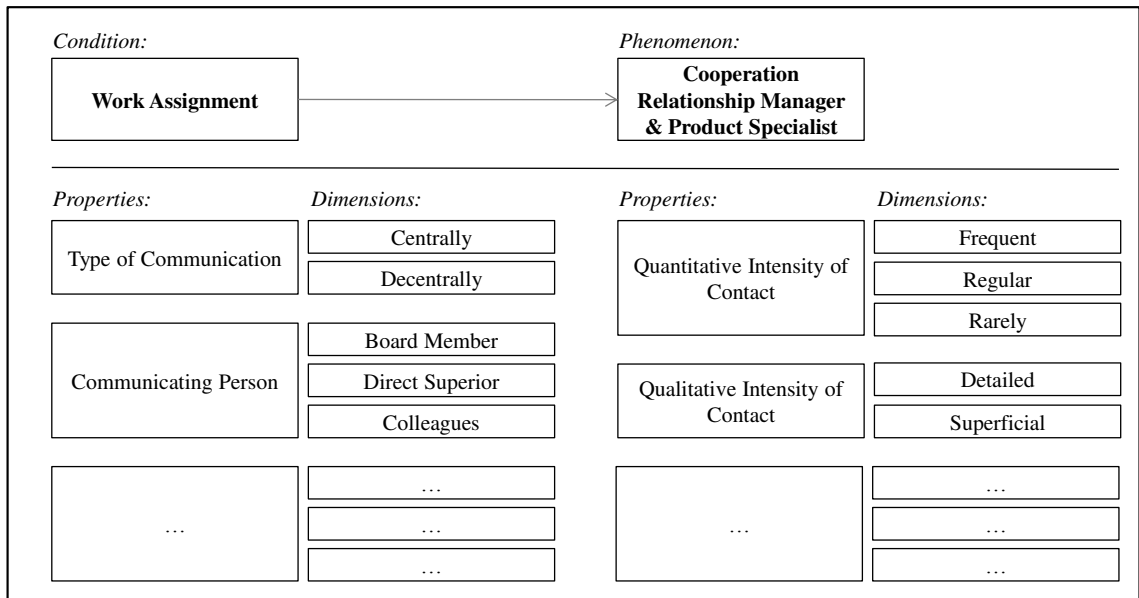 Condition:
Phenomenon:
Work Assignment
Cooperation
Relationship Manager
& Product Specialist
Properties:
Dimensions:
Type of Communication
Centrally
Decentrally
Communicating Person
Board Member
Direct Superior
Colleagues
…
…
…
…
Properties:
Dimensions:
Quantitative Intensity of
Contact
Frequent
Regular
Rarely
Qualitative Intensity of
Contact
Detailed
Superficial
…
…
…
…